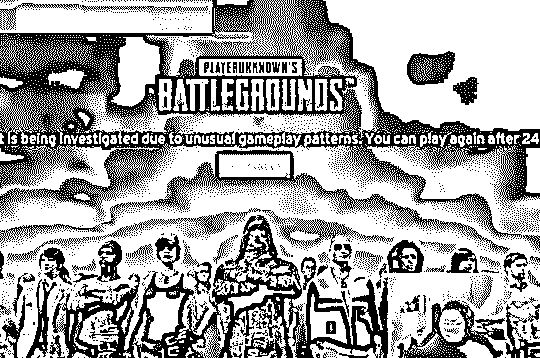 PLAYERUNKNOWN'S
BATTLEGROUNDS
is being investigated due to unusual gameplay patterns. You can play again after 24